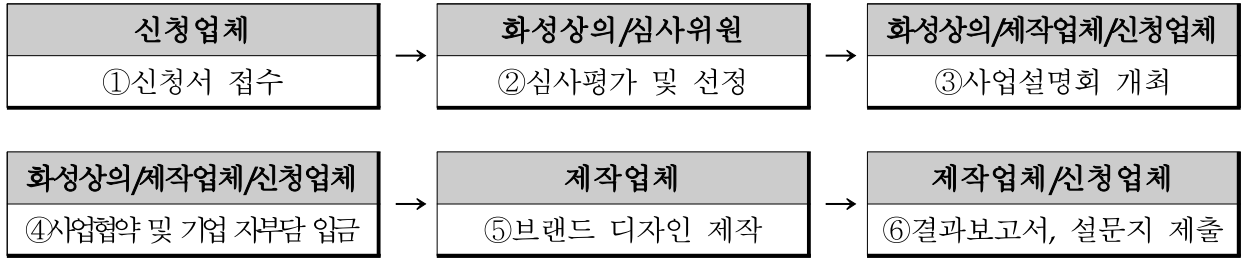 신청업체
①신청서 접수
→
화성상의/심사위원
②심사평가 및 선정
→
화성상의/제작업체/신청업체
③사업설명회 개최
화성상의/제작업체/신청업체
④사업협약 및 기업 자부담 입금
→
제작업체
⑤브랜드 디자인 제작
→
제작업체/신청업체
⑥결과보고서, 설문지 제출